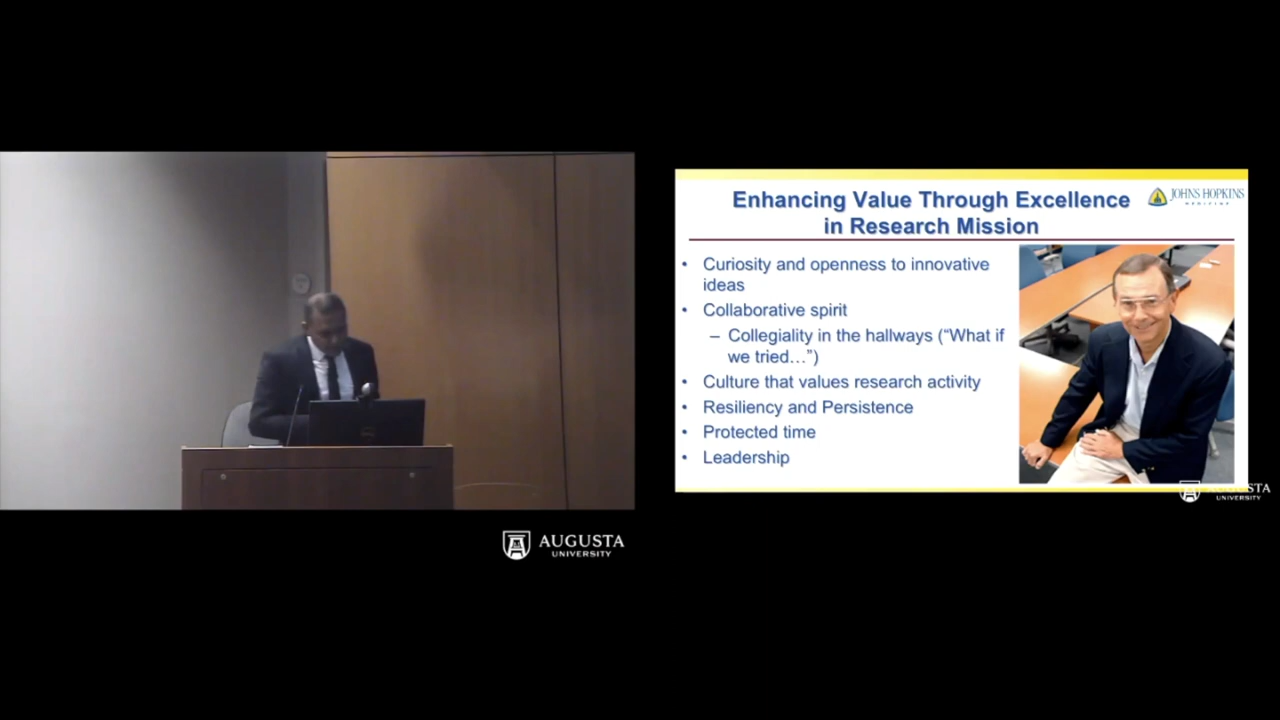 Enhancing Value Through Excellence
in Research Mission
JOHNS HOPKINS
MEDICINE
• Curiosity and openness to innovative
ideas
• Collaborative spirit
– Collegiality in the hallways (“What if
we tried…”)
• Culture that values research activity
• Resiliency and Persistence
• Protected time
• Leadership
AUGUSTA
UNIVERSITY
AUGUSTA
UNIVERSITY